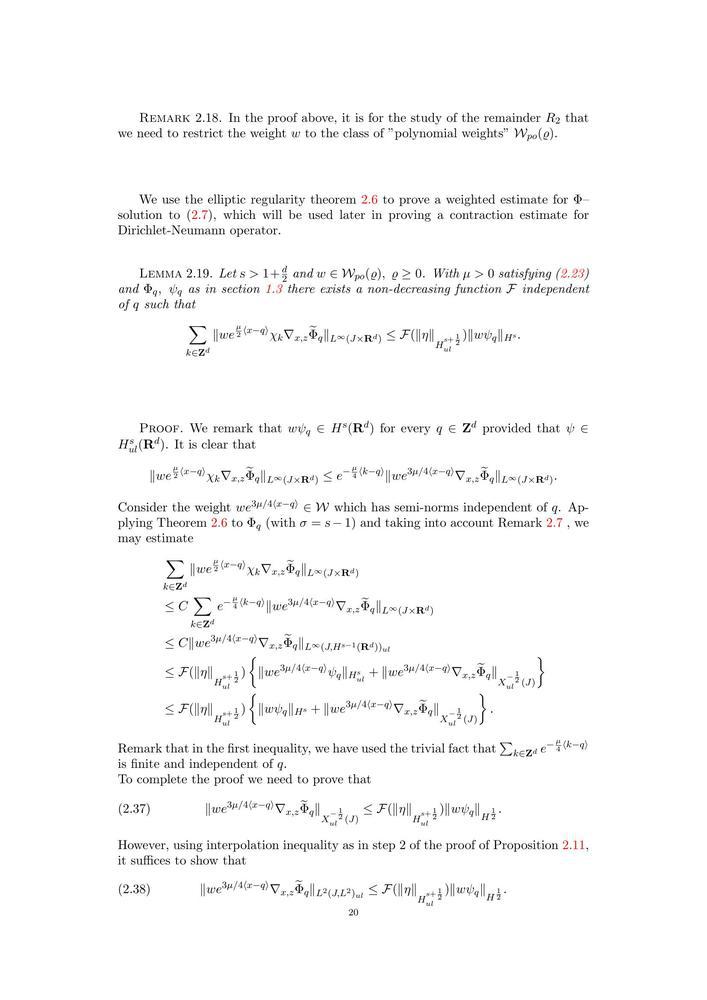 REMARK 2.18. In the proof above, it is for the study of the remainder $R_2$ that
we need to restrict the weight $w$ to the class of "polynomial weights" $\mathcal{W}_{po}(\varrho)$.
We use the elliptic regularity theorem 2.6 to prove a weighted estimate for Φ–
solution to (2.7), which will be used later in proving a contraction estimate for
Dirichlet-Neumann operator.
LEMMA 2.19. Let $s > 1+\frac{d}{2}$ and $w \in \mathcal{W}_{po}(\varrho)$, $\varrho \geq 0$. With $\mu > 0$ satisfying (2.23)
and $\Phi_q$, $\psi_q$ as in section 1.3 there exists a non-decreasing function $\mathcal{F}$ independent
of $q$ such that
$\sum_{k \in \mathbf{Z}^d} \|we^{\frac{\mu}{2}\langle x-q\rangle}\chi_k\nabla_{x,z}\widetilde{\Phi}_q\|_{L^\infty(J\times\mathbf{R}^d)} \leq \mathcal{F}(\|\eta\|_{H^{s+\frac{1}{2}}_{ul}})\|w\psi_q\|_{H^s}.$
PROOF. We remark that $w\psi_q \in H^s(\mathbf{R}^d)$ for every $q \in \mathbf{Z}^d$ provided that $\psi \in$
$H^s_{ul}(\mathbf{R}^d)$. It is clear that
$\|we^{\frac{\mu}{2}\langle x-q\rangle}\chi_k\nabla_{x,z}\widetilde{\Phi}_q\|_{L^\infty(J\times\mathbf{R}^d)} \leq e^{-\frac{\mu}{4}\langle k-q\rangle}\|we^{3\mu/4\langle x-q\rangle}\nabla_{x,z}\widetilde{\Phi}_q\|_{L^\infty(J\times\mathbf{R}^d)}.$
Consider the weight $we^{3\mu/4\langle x-q\rangle} \in \mathcal{W}$ which has semi-norms independent of $q$. Ap-
plying Theorem 2.6 to $\Phi_q$ (with $\sigma = s-1$) and taking into account Remark 2.7 , we
may estimate
$\sum_{k \in \mathbf{Z}^d} \|we^{\frac{\mu}{2}\langle x-q\rangle}\chi_k\nabla_{x,z}\widetilde{\Phi}_q\|_{L^\infty(J\times\mathbf{R}^d)}$
$\leq C\sum_{k \in \mathbf{Z}^d} e^{-\frac{\mu}{4}\langle k-q\rangle}\|we^{3\mu/4\langle x-q\rangle}\nabla_{x,z}\widetilde{\Phi}_q\|_{L^\infty(J\times\mathbf{R}^d)}$
$\leq C\|we^{3\mu/4\langle x-q\rangle}\nabla_{x,z}\widetilde{\Phi}_q\|_{L^\infty(J,H^{s-1}(\mathbf{R}^d))_{ul}}$
$\leq \mathcal{F}(\|\eta\|_{H^{s+\frac{1}{2}}_{ul}})\left\{\|we^{3\mu/4\langle x-q\rangle}\psi_q\|_{H^s_{ul}} + \|we^{3\mu/4\langle x-q\rangle}\nabla_{x,z}\widetilde{\Phi}_q\|_{X^{-\frac{1}{2}}_{ul}(J)}\right\}$
$\leq \mathcal{F}(\|\eta\|_{H^{s+\frac{1}{2}}_{ul}})\left\{\|w\psi_q\|_{H^s} + \|we^{3\mu/4\langle x-q\rangle}\nabla_{x,z}\widetilde{\Phi}_q\|_{X^{-\frac{1}{2}}_{ul}(J)}\right\}.$
Remark that in the first inequality, we have used the trivial fact that $\sum_{k \in \mathbf{Z}^d} e^{-\frac{\mu}{4}\langle k-q\rangle}$
is finite and independent of $q$.
To complete the proof we need to prove that
(2.37) $\|we^{3\mu/4\langle x-q\rangle}\nabla_{x,z}\widetilde{\Phi}_q\|_{X^{-\frac{1}{2}}_{ul}(J)} \leq \mathcal{F}(\|\eta\|_{H^{s+\frac{1}{2}}_{ul}})\|w\psi_q\|_{H^{\frac{1}{2}}}.$
However, using interpolation inequality as in step 2 of the proof of Proposition 2.11,
it suffices to show that
(2.38) $\|we^{3\mu/4\langle x-q\rangle}\nabla_{x,z}\widetilde{\Phi}_q\|_{L^2(J,L^2)_{ul}} \leq \mathcal{F}(\|\eta\|_{H^{s+\frac{1}{2}}_{ul}})\|w\psi_q\|_{H^{\frac{1}{2}}}.$
20